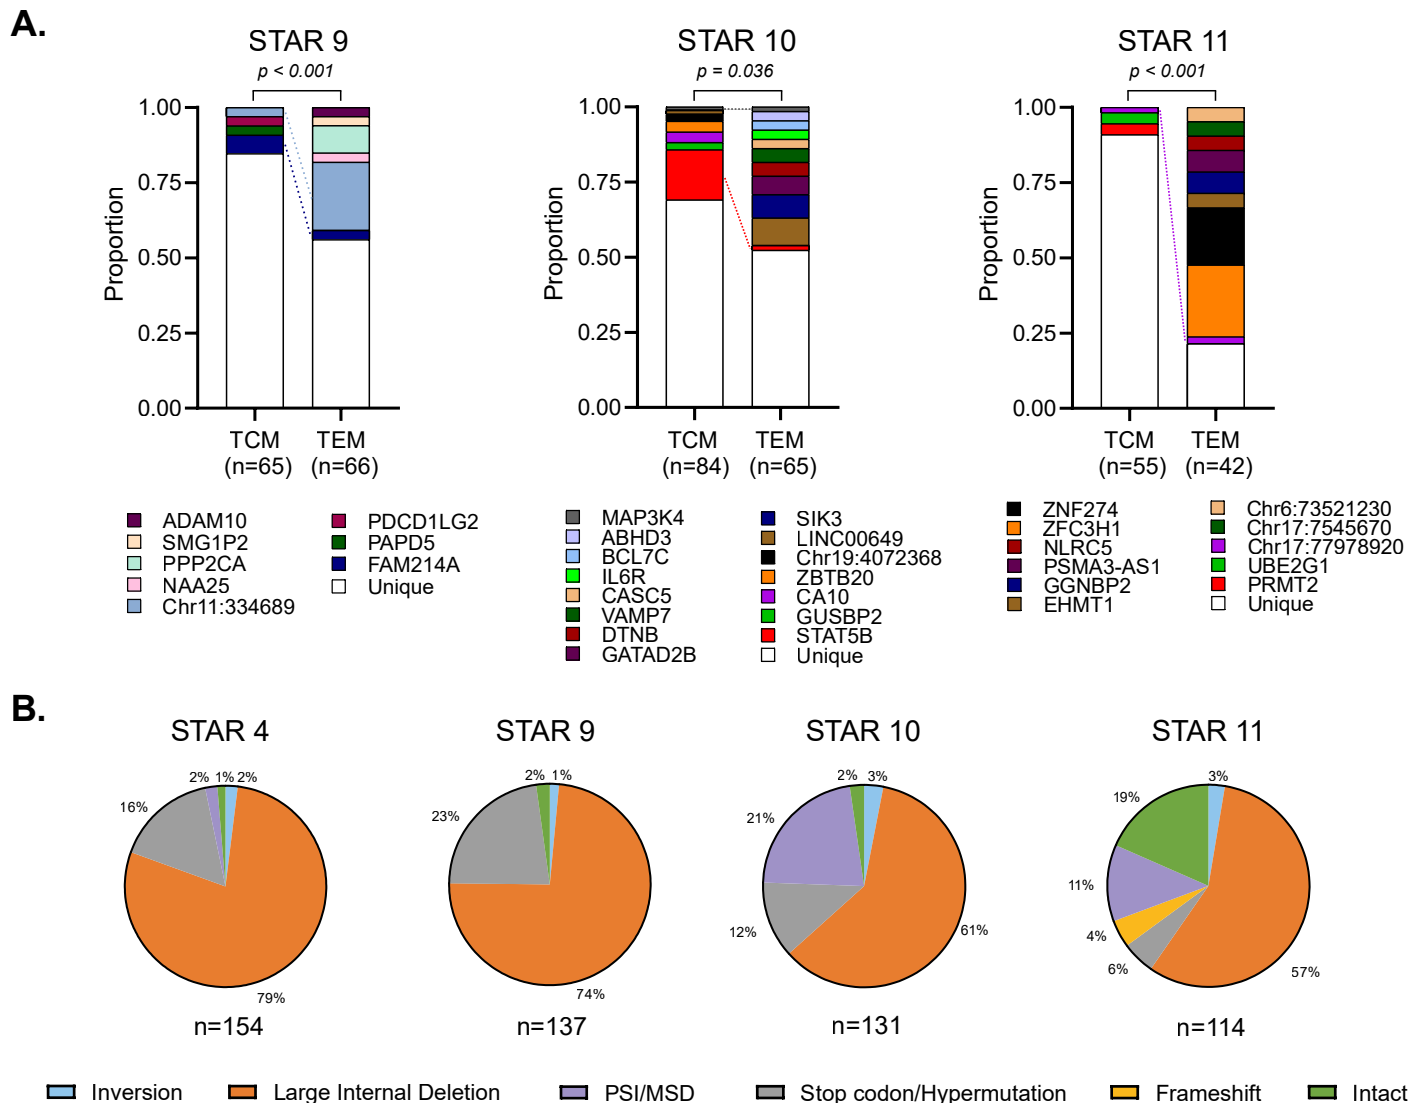 A.
STAR 9
p < 0.001
1.00
0.75
0.50
0.25
0.00
Proportion
TCM TEM
(n=65) (n=66)
ADAM10
SMG1P2
PPP2CA
NAA25
Chr11:334689
PDCD1LG2
PAPD5
FAM214A
Unique
STAR 10
p = 0.036
1.00
0.75
0.50
0.25
0.00
Proportion
TCM TEM
(n=84) (n=65)
MAP3K4
ABHD3
BCL7C
IL6R
CASC5
VAMP7
DTNB
GATAD2B
SIK3
LINC00649
Chr19:4072368
ZBTB20
CA10
GUSBP2
STAT5B
Unique
STAR 11
p < 0.001
1.00
0.75
0.50
0.25
0.00
Proportion
TCM TEM
(n=55) (n=42)
ZNF274
ZFC3H1
NLRC5
PSMA3-AS1
GGNBP2
EHMT1
Chr6:73521230
Chr17:7545670
Chr17:77978920
UBE2G1
PRMT2
Unique
B.
STAR 4
2% 1% 2%
16%
79%
n=154
STAR 9
2% 1%
23%
74%
n=137
STAR 10
2% 3%
21%
12%
61%
n=131
STAR 11
3%
19%
11%
4%
6%
57%
n=114
Inversion Large Internal Deletion PSI/MSD Stop codon/Hypermutation Frameshift Intact